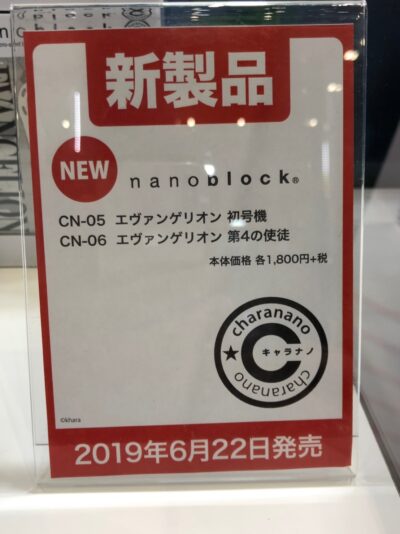 新製品
NEW
nanoblock®
CN-05 エヴァンゲリオン 初号機
CN-06 エヴァンゲリオン 第4の使徒
本体価格 各1,800円+税
charanano
キャラナノ
charanano
©khara
2019年6月22日発売